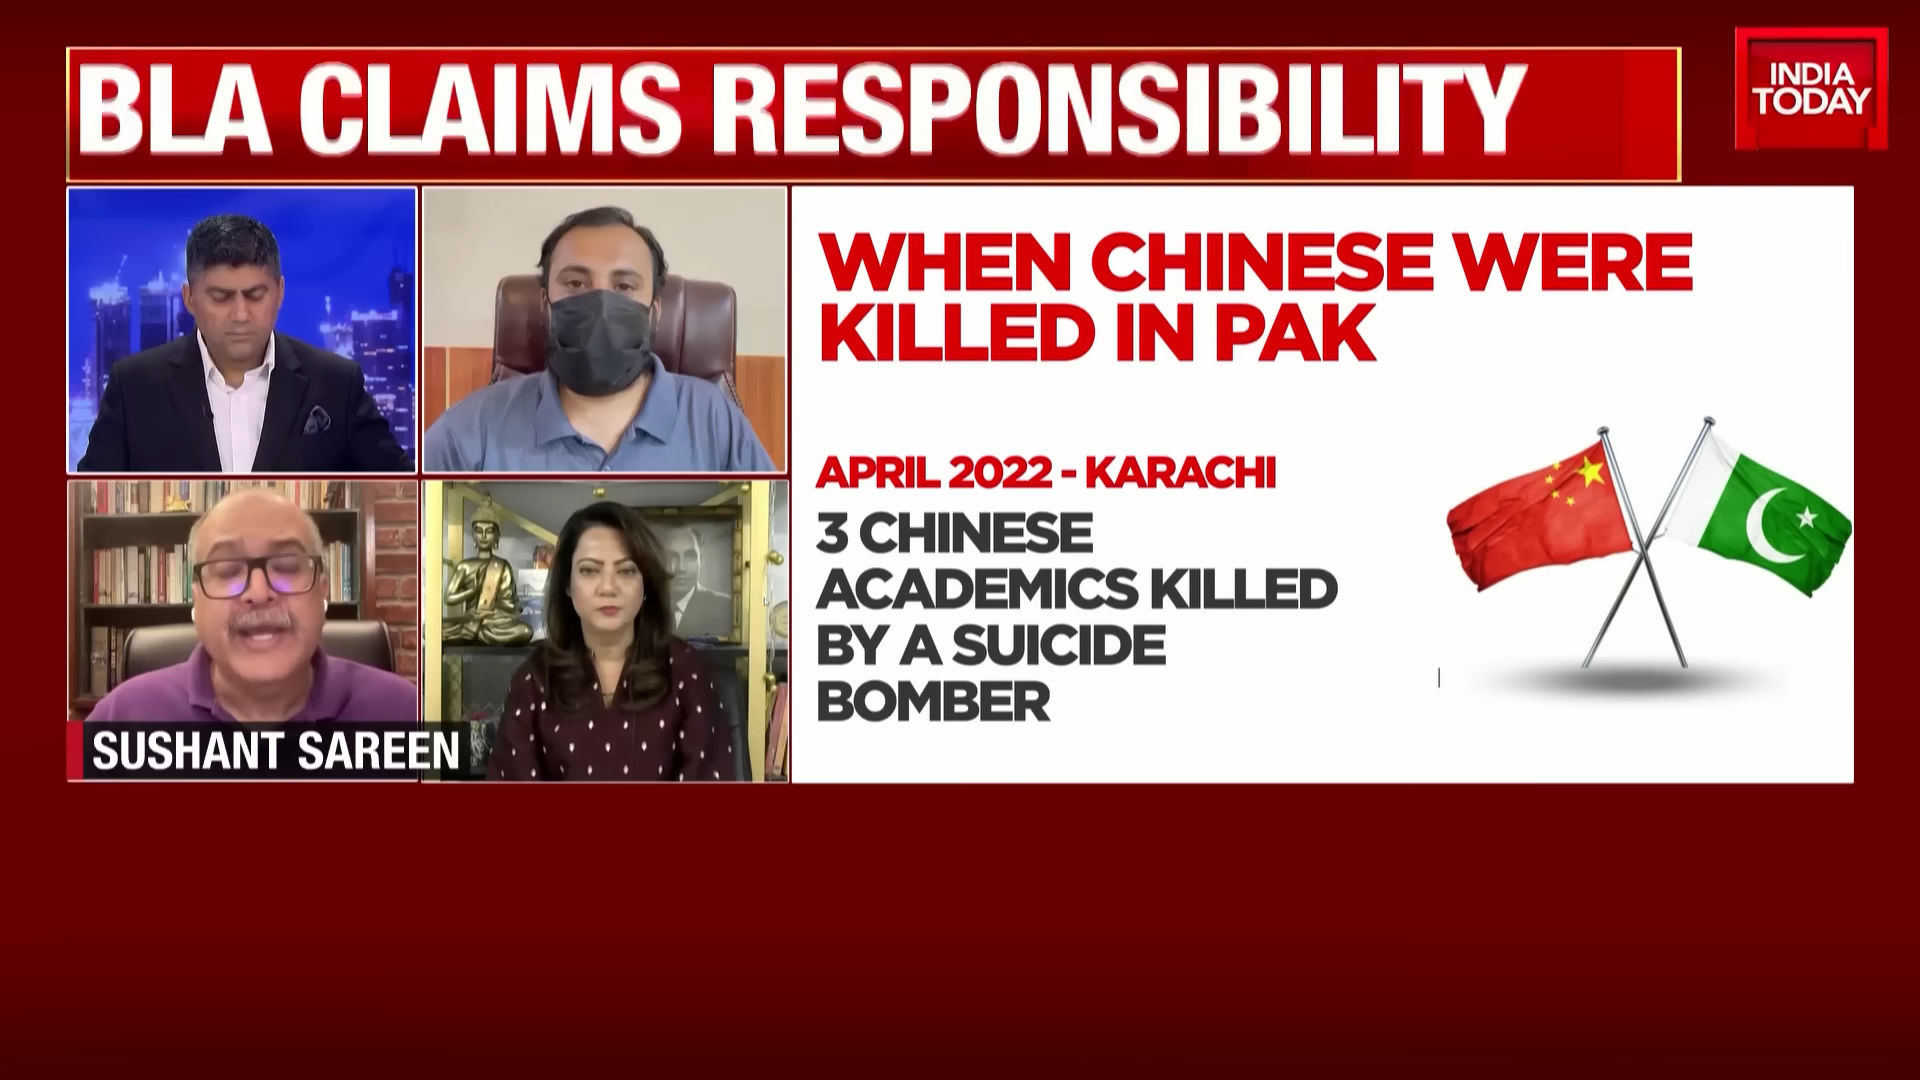 BLA CLAIMS RESPONSIBILITY
INDIA
TODAY
WHEN CHINESE WERE
KILLED IN PAK
APRIL 2022 - KARACHI
3 CHINESE
ACADEMICS KILLED
BY A SUICIDE
BOMBER
SUSHANT SAREEN